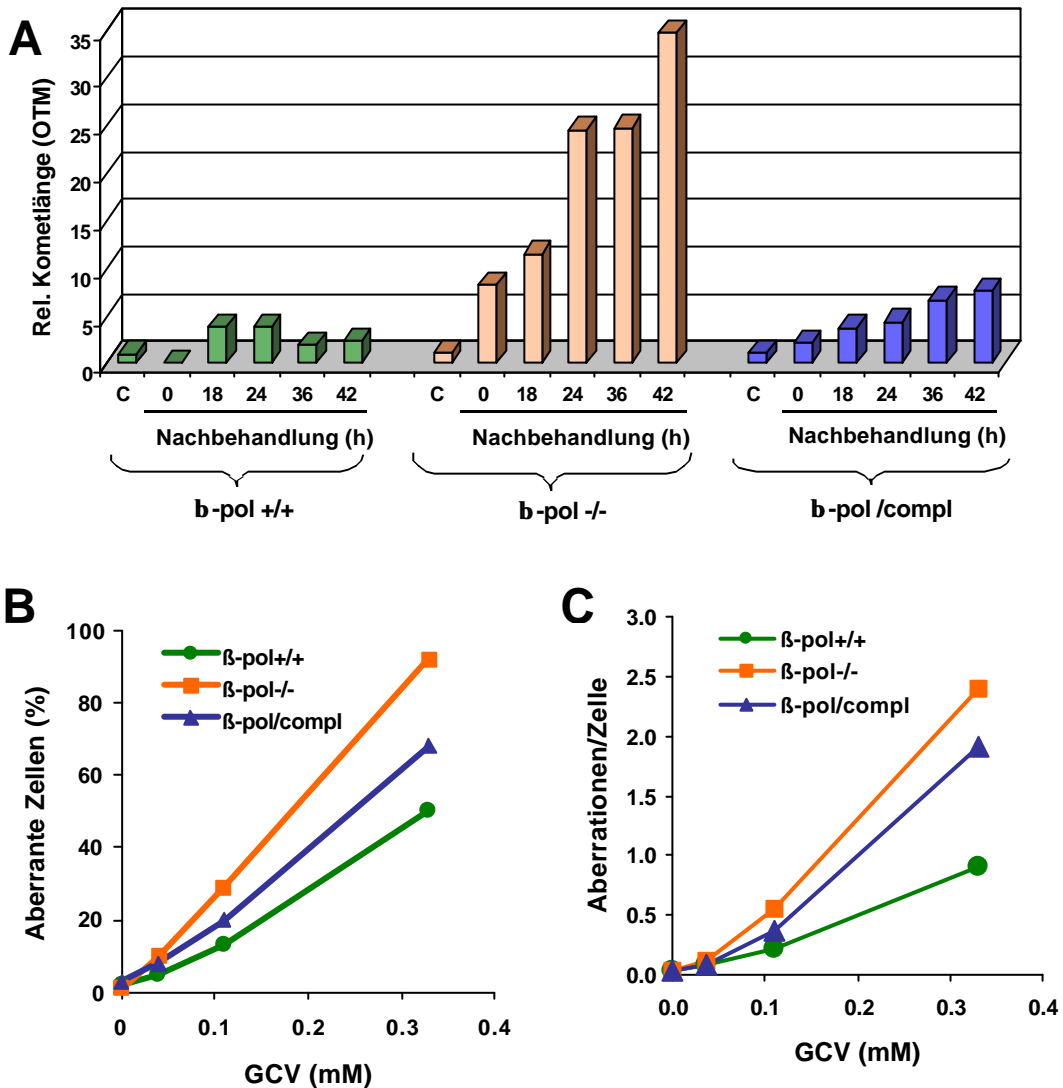 A
Rel. Kometlänge (OTM)
35
30
25
20
15
10
5
0
C 0 18 24 36 42 C 0 18 24 36 42 C 0 18 24 36 42
Nachbehandlung (h) Nachbehandlung (h) Nachbehandlung (h)
b-pol +/+ b-pol -/- b-pol /compl
B
Aberrante Zellen (%)
100
80
60
40
20
0
ß-pol+/+
ß-pol-/-
ß-pol/compl
0 0.1 0.2 0.3 0.4
GCV (mM)
C
Aberrationen/Zelle
3.0
2.5
2.0
1.5
1.0
0.5
0.0
ß-pol+/+
ß-pol-/-
ß-pol/compl
0.0 0.1 0.2 0.3 0.4
GCV (mM)